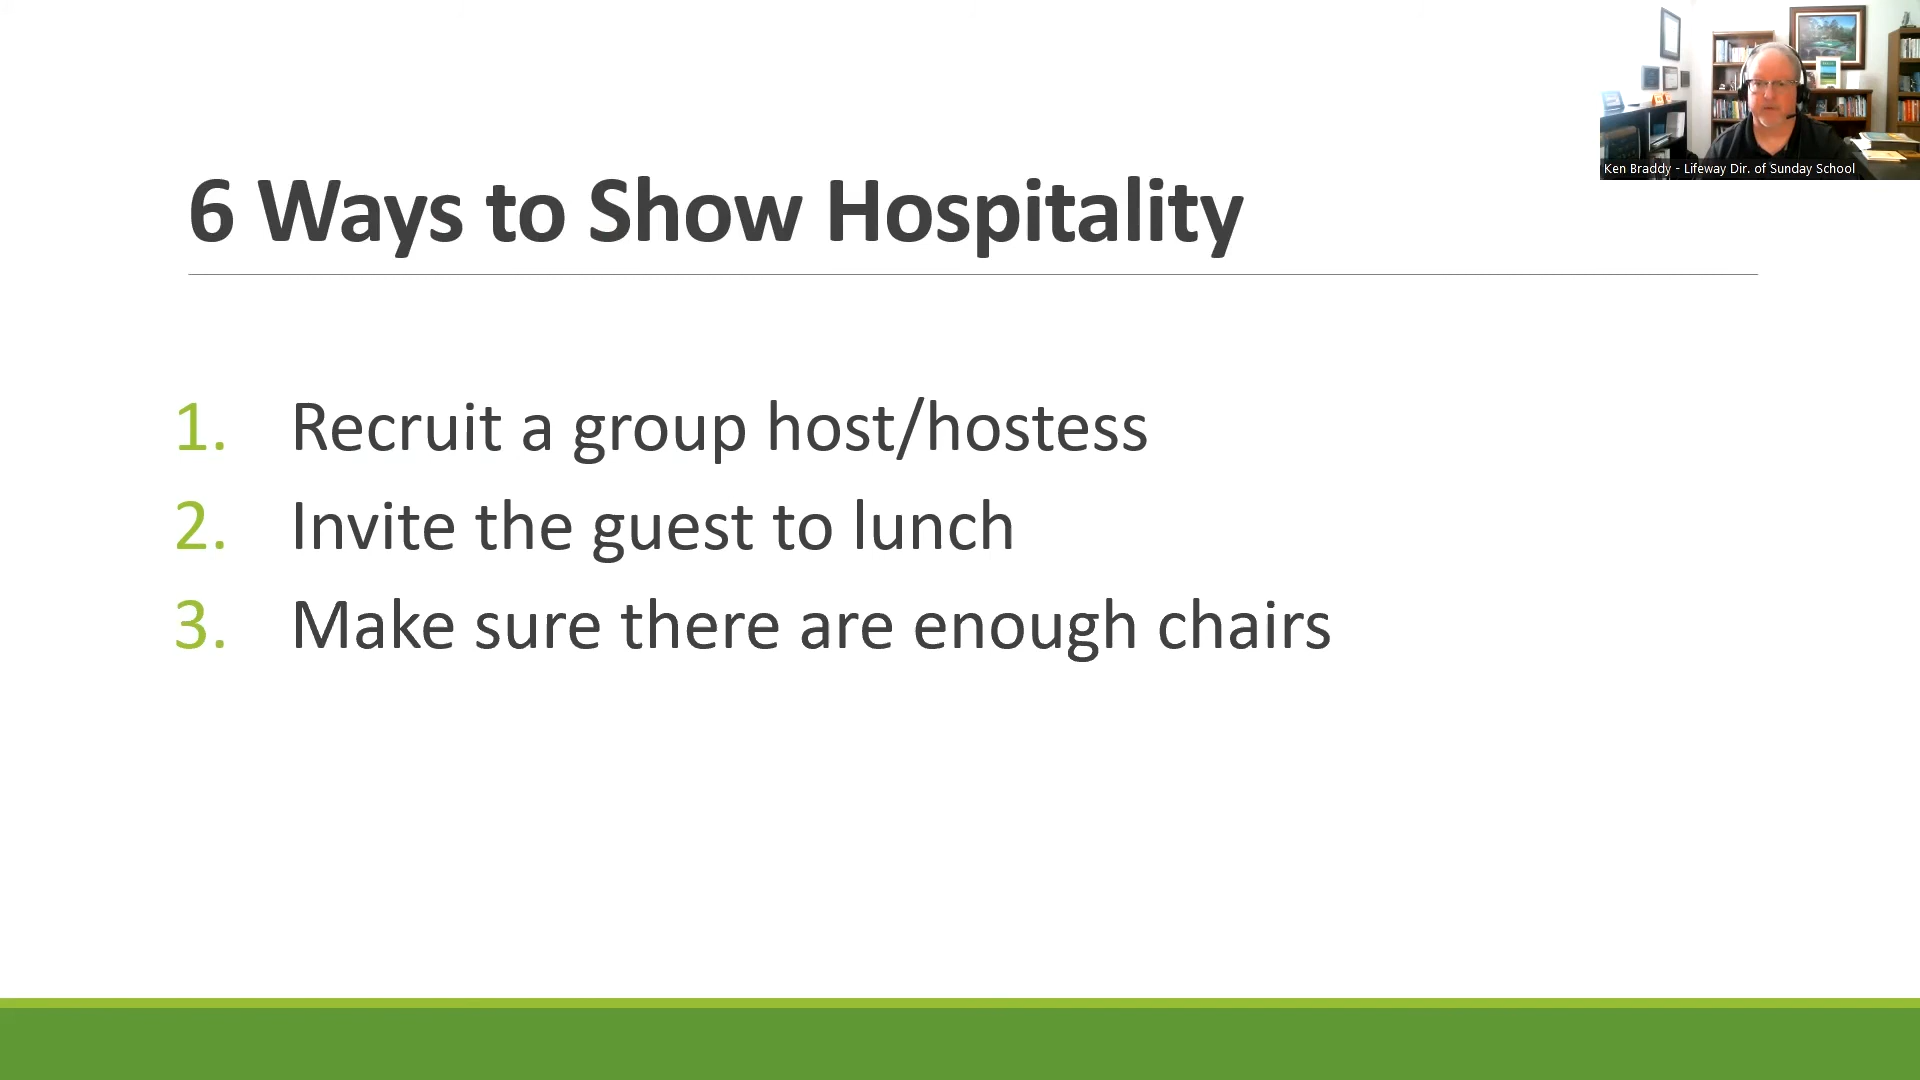 6 Ways to Show Hospitality
1. Recruit a group host/hostess
2. Invite the guest to lunch
3. Make sure there are enough chairs
Ken Braddy - Lifeway Dir. of Sunday School